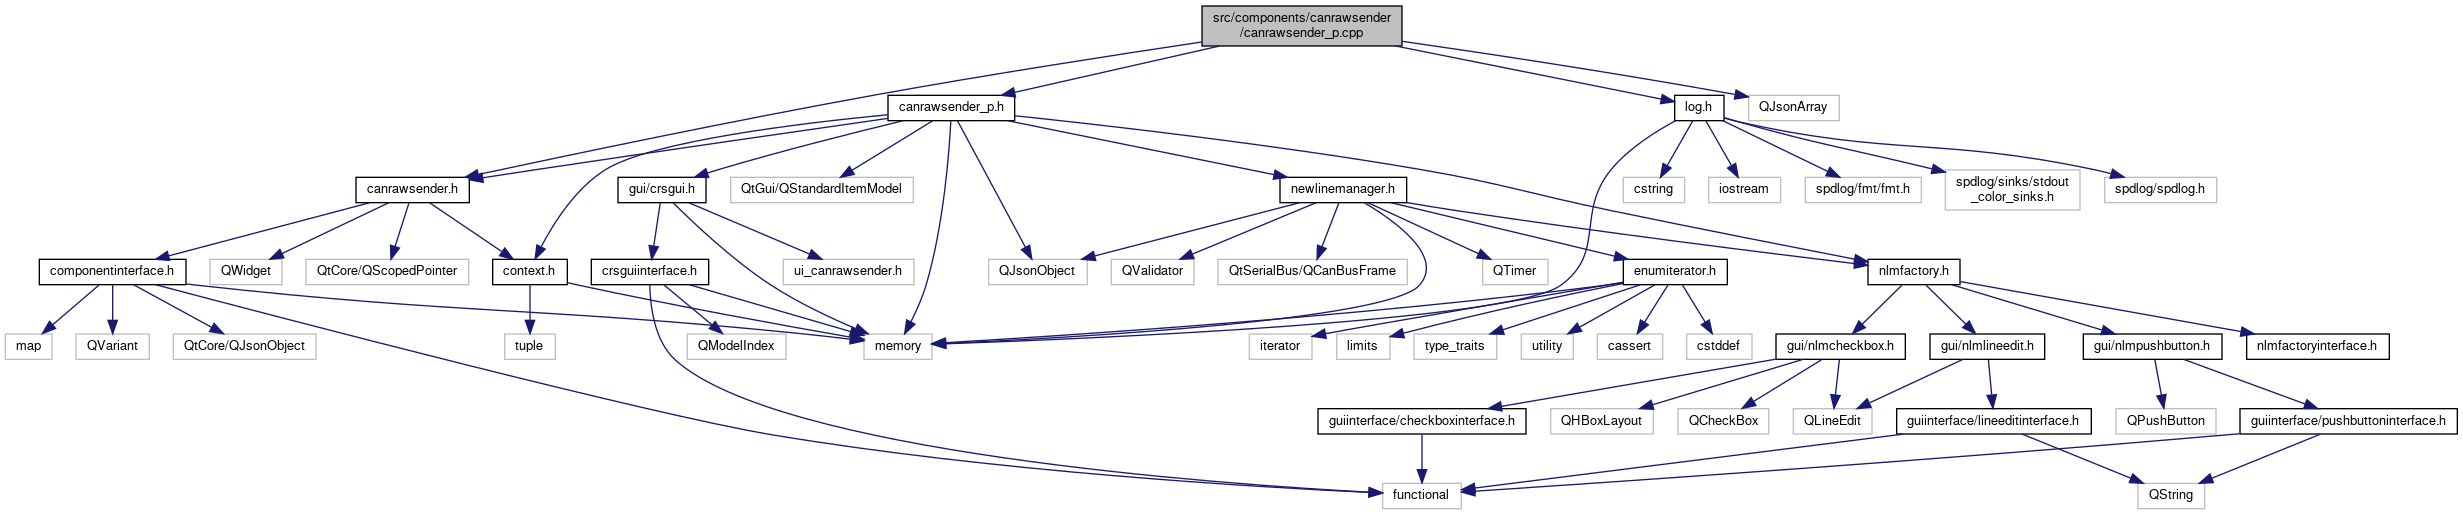 src/components/canrawsender
/canrawsender_p.cpp
canrawsender_p.h
log.h
QJsonArray
canrawsender.h
gui/crsgui.h
QtGui/QStandardItemModel
newlinemanager.h
cstring
iostream
spdlog/fmt/fmt.h
spdlog/sinks/stdout
_color_sinks.h
spdlog/spdlog.h
componentinterface.h
QWidget
QtCore/QScopedPointer
context.h
crsguiinterface.h
ui_canrawsender.h
QJsonObject
QValidator
QtSerialBus/QCanBusFrame
QTimer
enumiterator.h
nlmfactory.h
map
QVariant
QtCore/QJsonObject
tuple
QModelIndex
memory
iterator
limits
type_traits
utility
cassert
cstddef
gui/nlmcheckbox.h
gui/nlmlineedit.h
gui/nlmpushbutton.h
nlmfactoryinterface.h
guiinterface/checkboxinterface.h
QHBoxLayout
QCheckBox
QLineEdit
guiinterface/lineeditinterface.h
QPushButton
guiinterface/pushbuttoninterface.h
functional
QString